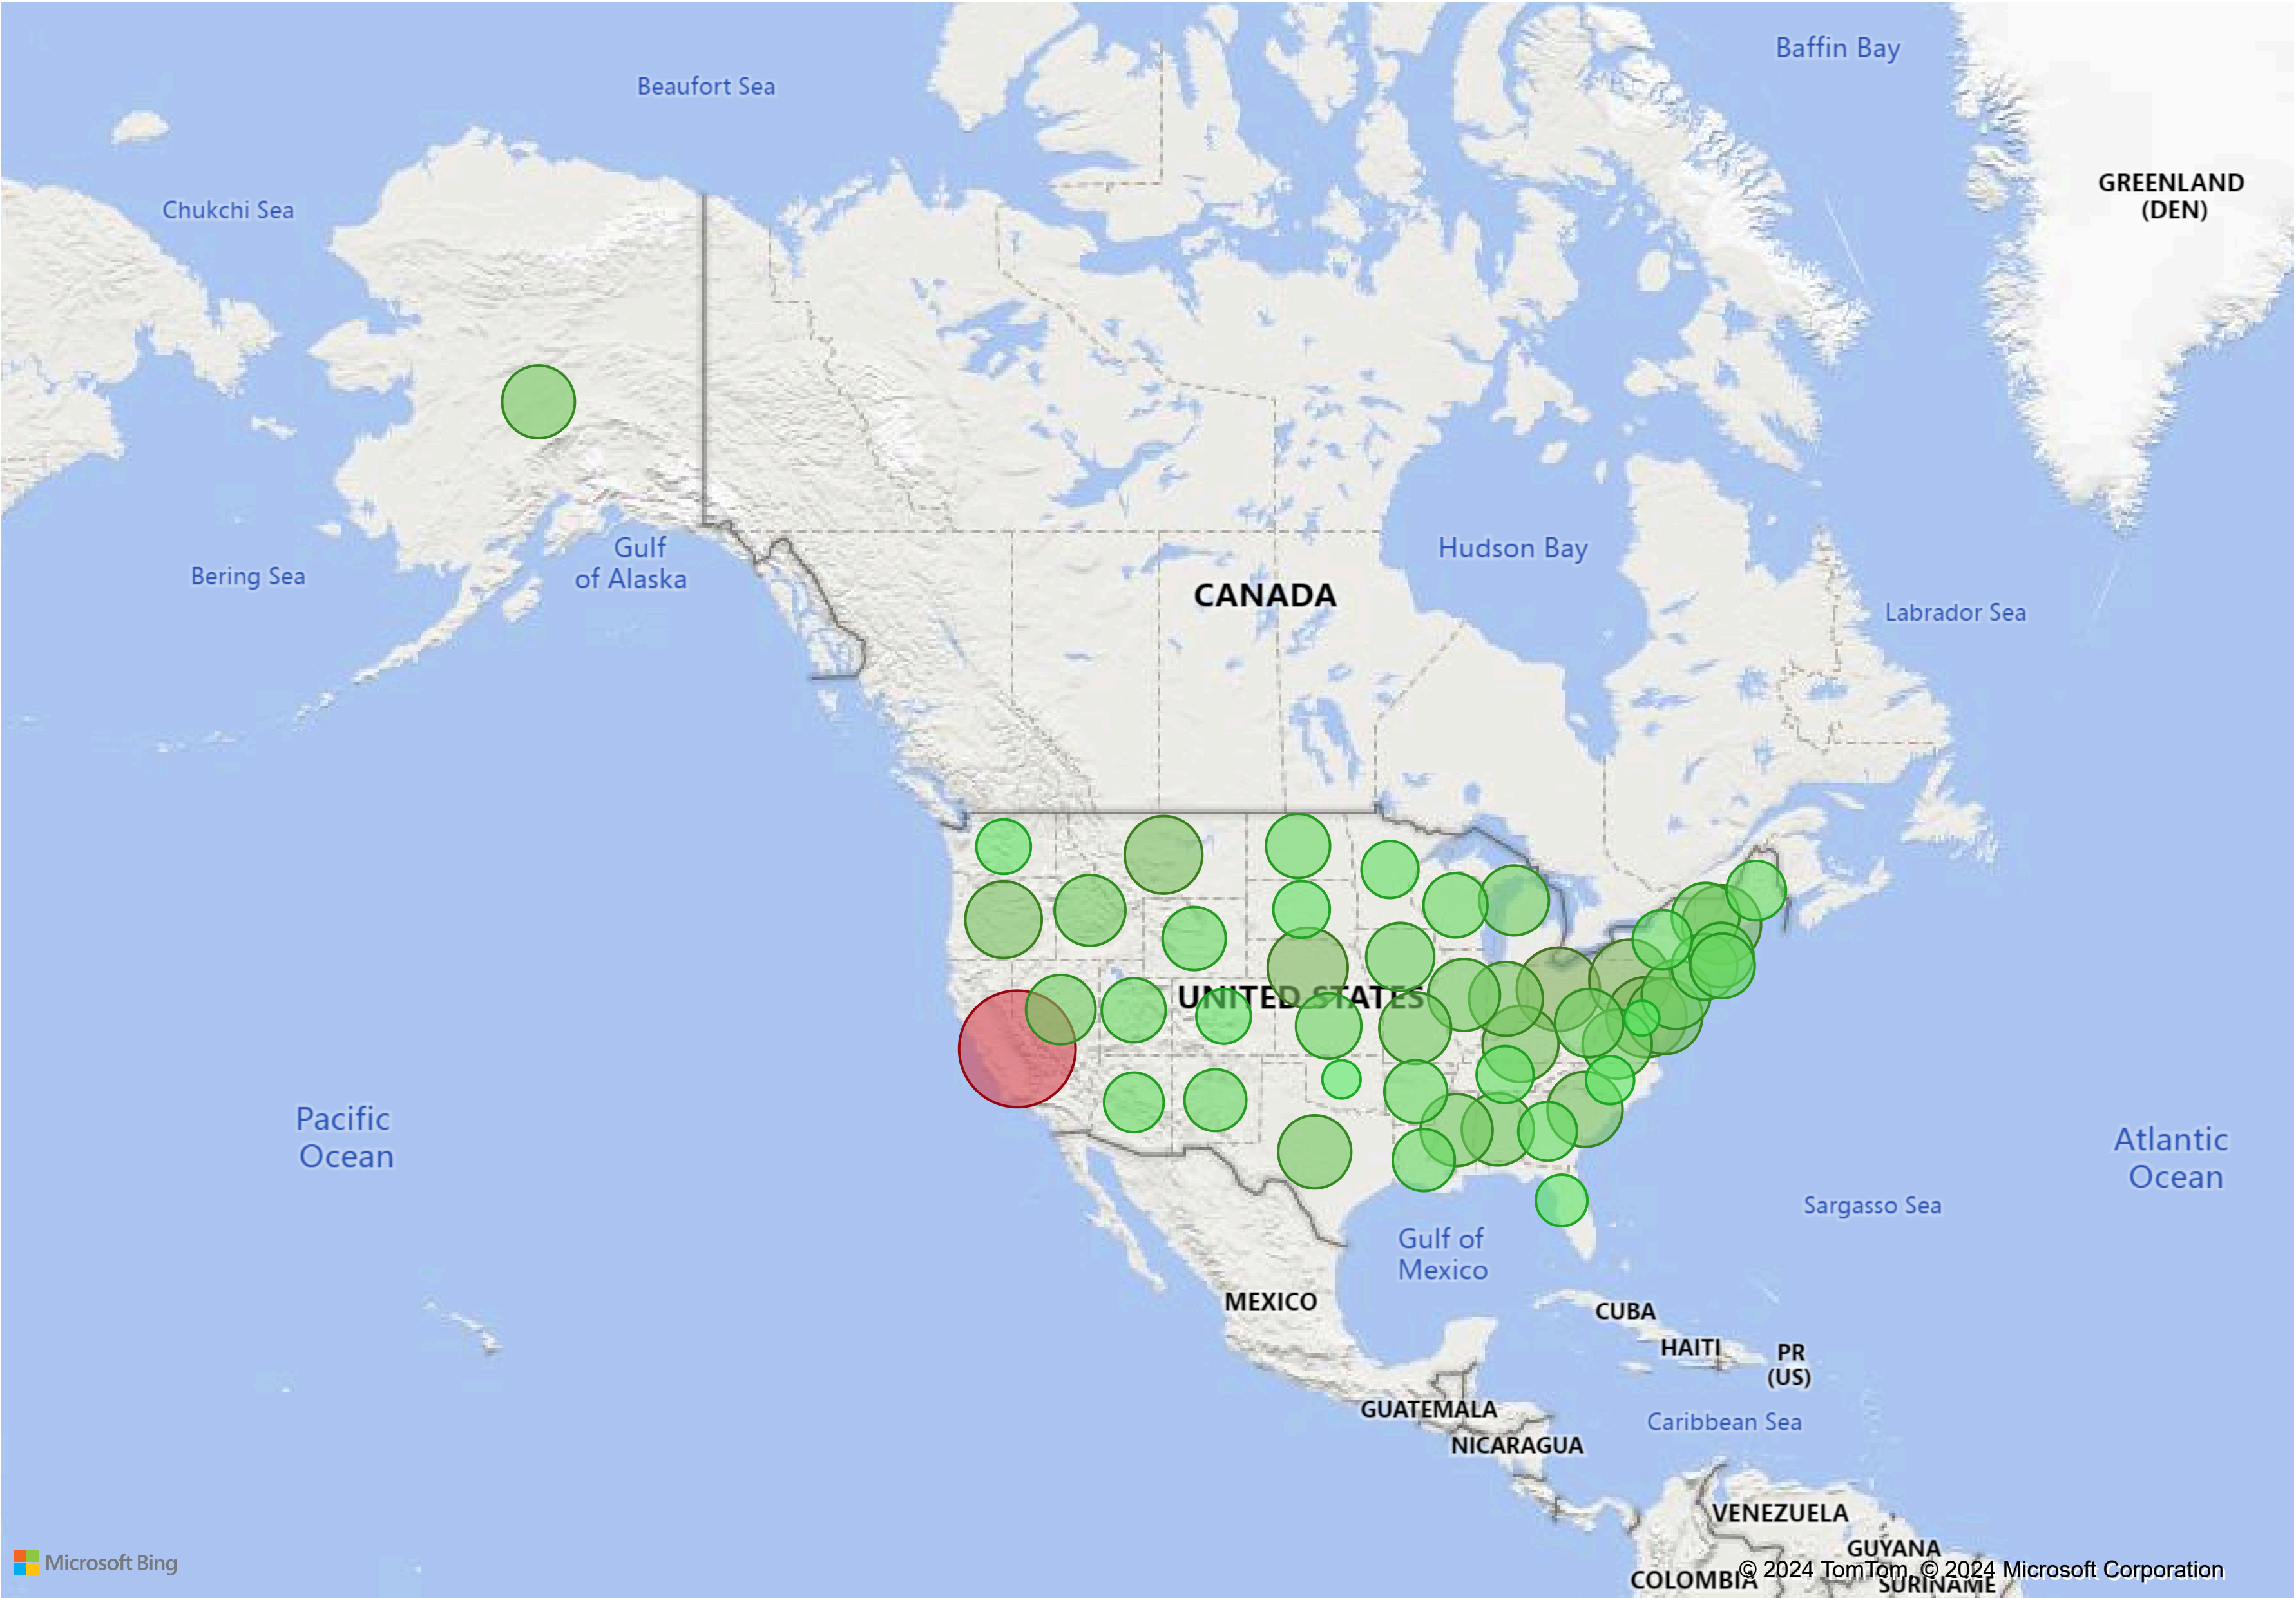 Baffin Bay
Beaufort Sea
GREENLAND
(DEN)
Chukchi Sea
Gulf
of Alaska
Hudson Bay
Bering Sea
CANADA
Labrador Sea
UNITED STATES
Pacific
Ocean
Atlantic
Ocean
Sargasso Sea
Gulf of
Mexico
MEXICO
CUBA
HAITI
PR
(US)
GUATEMALA
Caribbean Sea
NICARAGUA
VENEZUELA
GUYANA
Microsoft Bing
© 2024 TomTom, © 2024 Microsoft Corporation
COLOMBIA
SURINAME